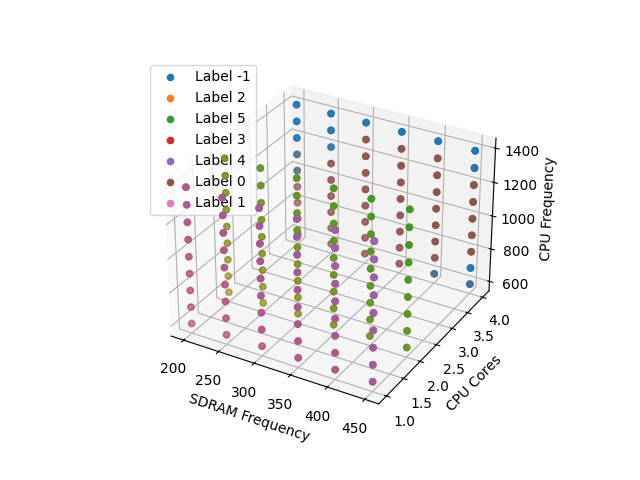 Label -1
Label 2
Label 5
Label 3
Label 4
Label 0
Label 1
1400
1200
1000
800
600
CPU Frequency
4.0
3.5
3.0
2.5
2.0
1.5
1.0
CPU Cores
200
250
300
350
400
450
SDRAM Frequency